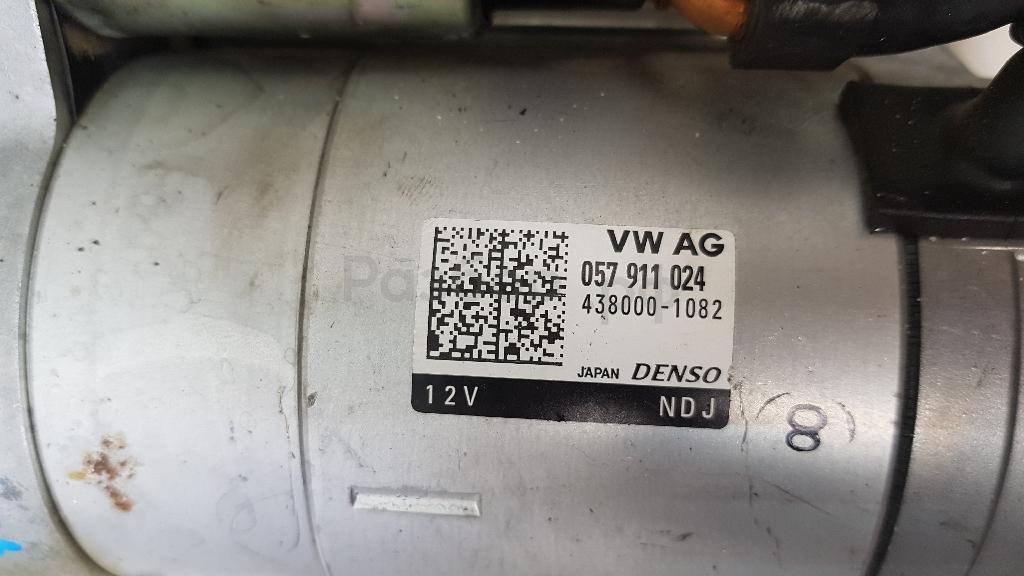 VW AG
057 911 024
438000-1082
JAPAN DENSO
12V NDJ
8